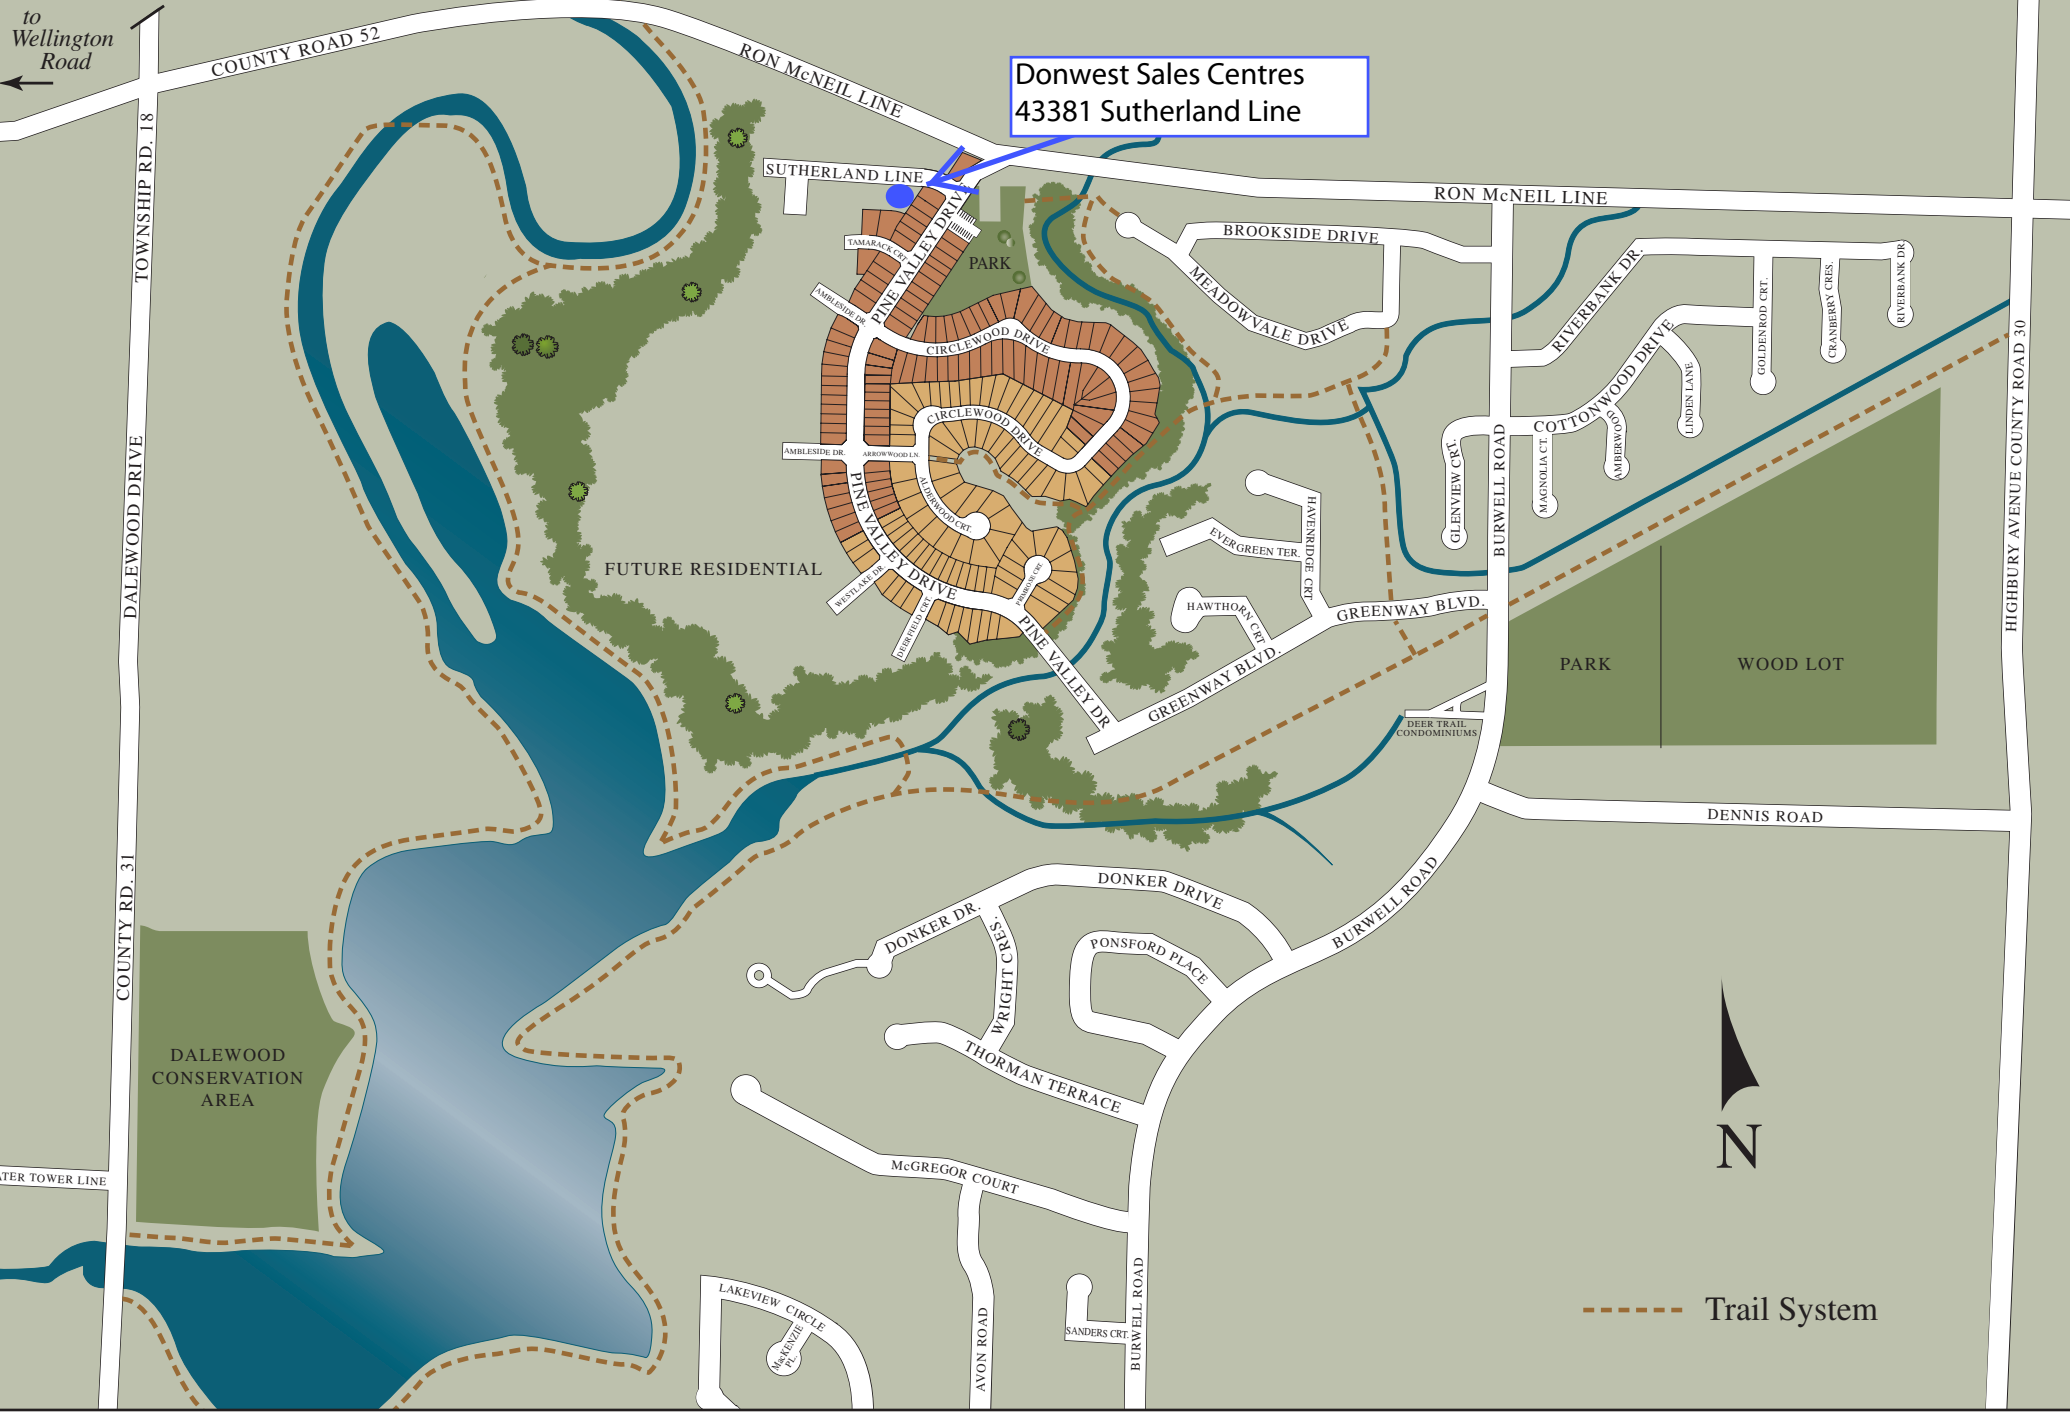 to
Wellington
Road
COUNTY ROAD 52
RON McNEIL LINE
Donwest Sales Centres
43381 Sutherland Line
TOWNSHIP RD. 18
SUTHERLAND LINE
RON McNEIL LINE
PINE VALLEY DRIVE
TAMARACK CRT.
PARK
AMBLESIDE DR.
BROOKSIDE DRIVE
MEADOWVALE DRIVE
RIVERBANK DR.
RIVERBANK DR.
GOLDENROD CRT.
CRANBERRY CRES.
COTTONWOOD DRIVE
LINDEN LANE
AMBERWOOD
MAGNOLIA CT.
GLENVIEW CRT.
BURWELL ROAD
HIGHBURY AVENUE COUNTY ROAD 30
CIRCLEWOOD DRIVE
CIRCLEWOOD DRIVE
AMBLESIDE DR.
ARROWWOOD LN.
ALDERWOOD CRT.
PINE VALLEY DRIVE
PRIMROSE CRT.
WESTLAKE DR.
DEERFIELD CRT.
FUTURE RESIDENTIAL
DALEWOOD DRIVE
HAVENRIDGE CRT
EVERGREEN TER.
HAWTHORN CRT
GREENWAY BLVD.
GREENWAY BLVD.
PINE VALLEY DR
PARK
WOOD LOT
DEER TRAIL
CONDOMINIUMS
DENNIS ROAD
COUNTY RD. 31
DONKER DRIVE
DONKER DR.
BURWELL ROAD
PONSFORD PLACE
WRIGHT CRES.
THORMAN TERRACE
DALEWOOD
CONSERVATION
AREA
N
McGREGOR COURT
ATER TOWER LINE
LAKEVIEW CIRCLE
MacKENZIE
PL.
AVON ROAD
SANDERS CRT.
BURWELL ROAD
Trail System